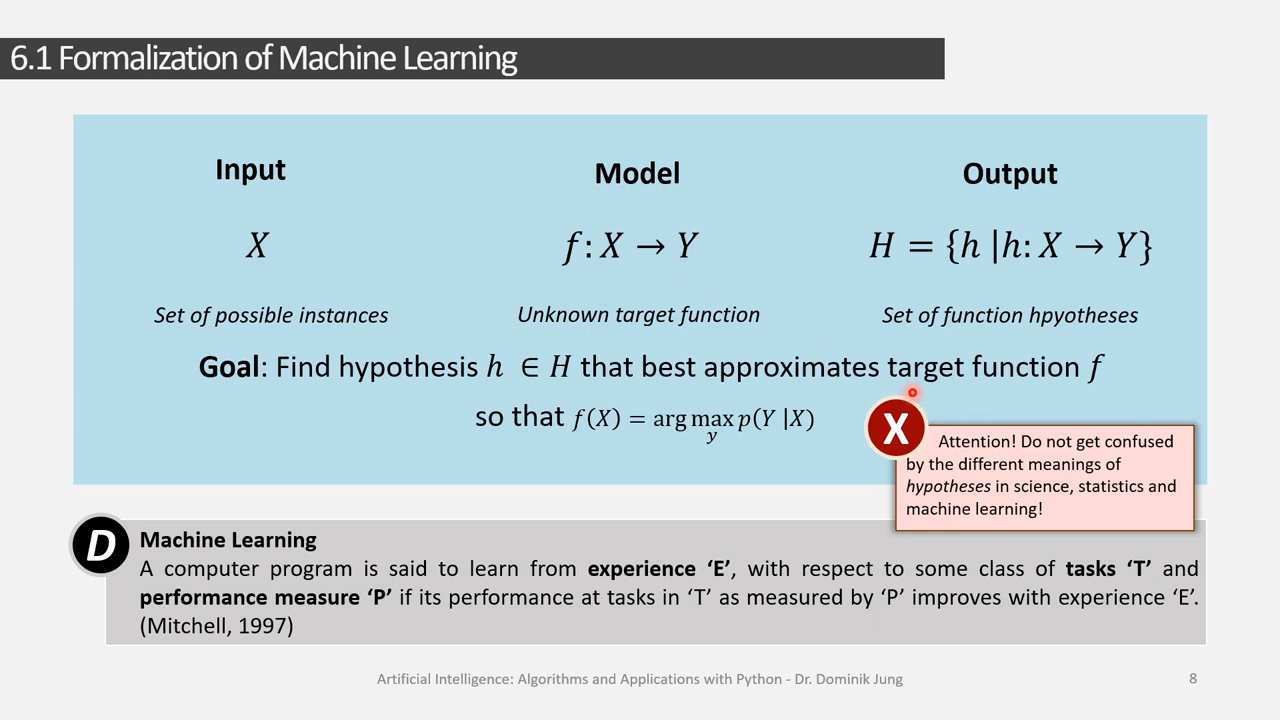 6.1 Formalization of Machine Learning
Input
Model
Output
X
f: X → Y
H = {h |h: X → Y}
Set of possible instances
Unknown target function
Set of function hpyotheses
Goal: Find hypothesis h ∈ H that best approximates target function f
so that f(X) = arg max p(Y |X)
y
X
Attention! Do not get confused
by the different meanings of
hypotheses in science, statistics and
machine learning!
D
Machine Learning
A computer program is said to learn from experience ‘E’, with respect to some class of tasks ‘T’ and
performance measure ‘P’ if its performance at tasks in ‘T’ as measured by ‘P’ improves with experience ‘E’.
(Mitchell, 1997)
Artificial Intelligence: Algorithms and Applications with Python - Dr. Dominik Jung
8